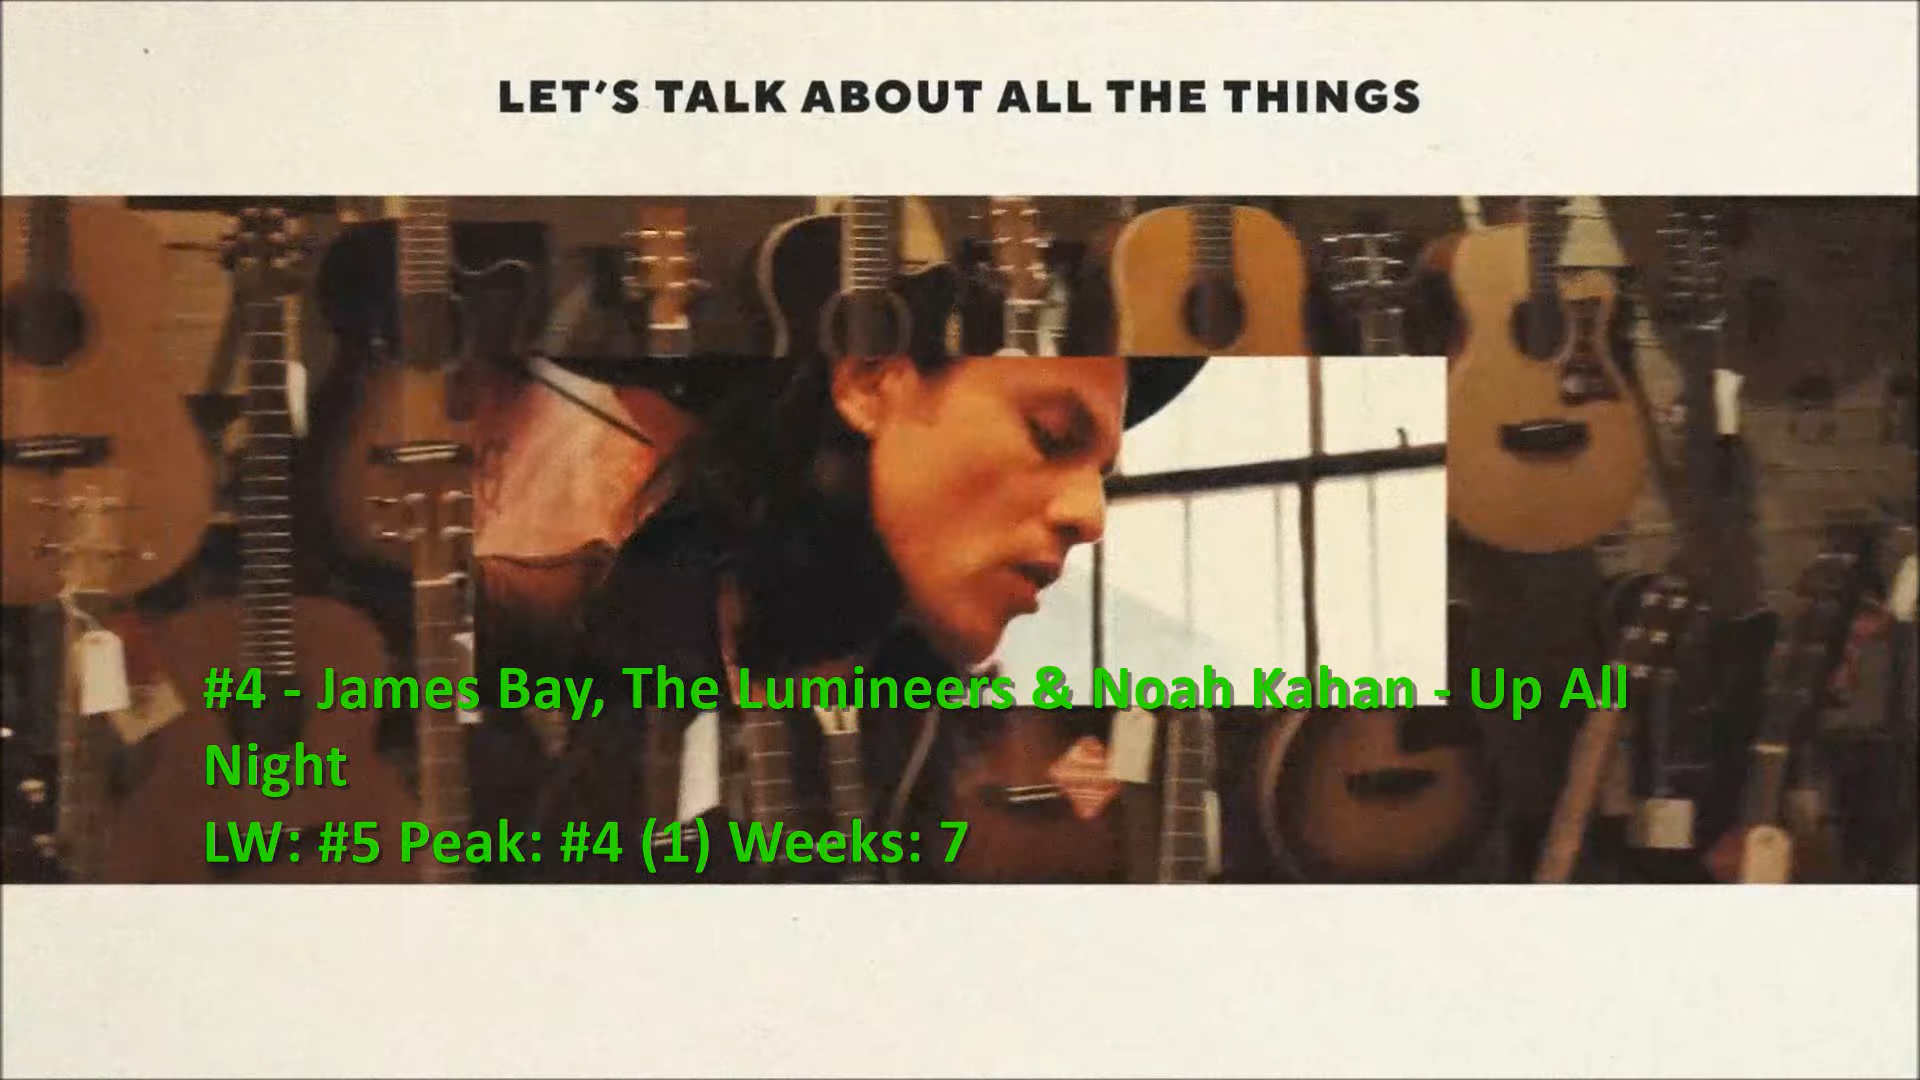 LET'S TALK ABOUT ALL THE THINGS
#4 - James Bay, The Lumineers & Noah Kahan - Up All
Night
LW: #5 Peak: #4 (1) Weeks: 7